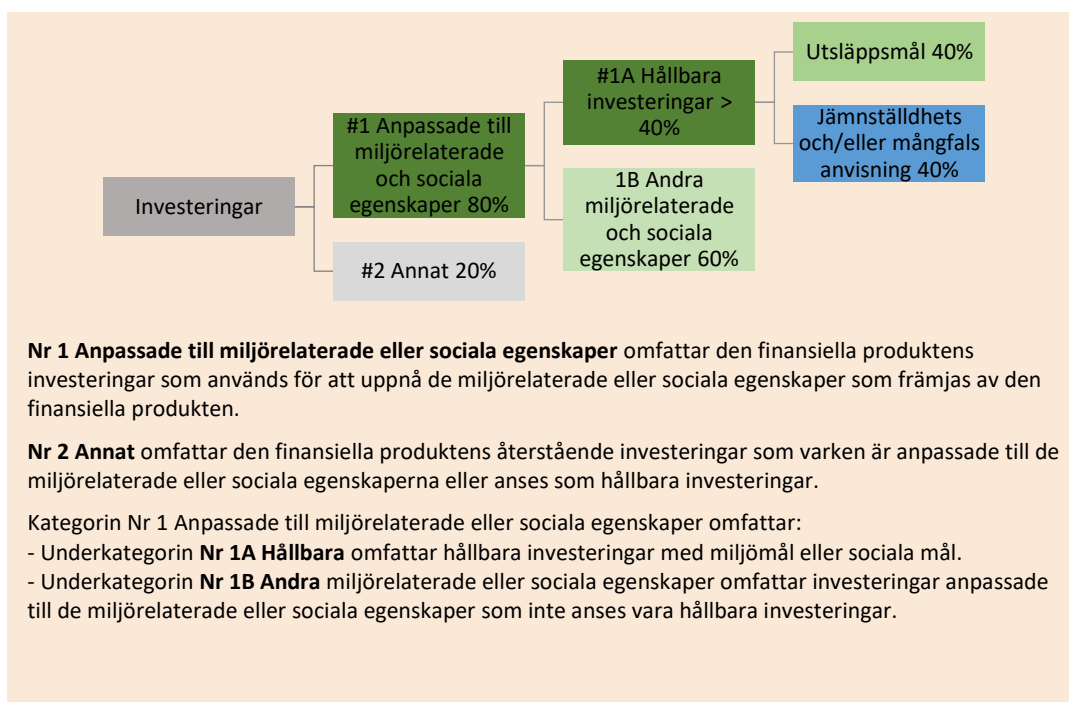 Investeringar
#1 Anpassade till
miljörelaterade
och sociala
egenskaper 80%
#2 Annat 20%
#1A Hållbara
investeringar >
40%
1B Andra
miljörelaterade
och sociala
egenskaper 60%
Utsläppsmål 40%
Jämnställdhets
och/eller mångfals
anvisning 40%
Nr 1 Anpassade till miljörelaterade eller sociala egenskaper omfattar den finansiella produktens
investeringar som används för att uppnå de miljörelaterade eller sociala egenskaper som främjas av den
finansiella produkten.
Nr 2 Annat omfattar den finansiella produktens återstående investeringar som varken är anpassade till de
miljörelaterade eller sociala egenskaperna eller anses som hållbara investeringar.
Kategorin Nr 1 Anpassade till miljörelaterade eller sociala egenskaper omfattar:
- Underkategorin Nr 1A Hållbara omfattar hållbara investeringar med miljömål eller sociala mål.
- Underkategorin Nr 1B Andra miljörelaterade eller sociala egenskaper omfattar investeringar anpassade
till de miljörelaterade eller sociala egenskaper som inte anses vara hållbara investeringar.